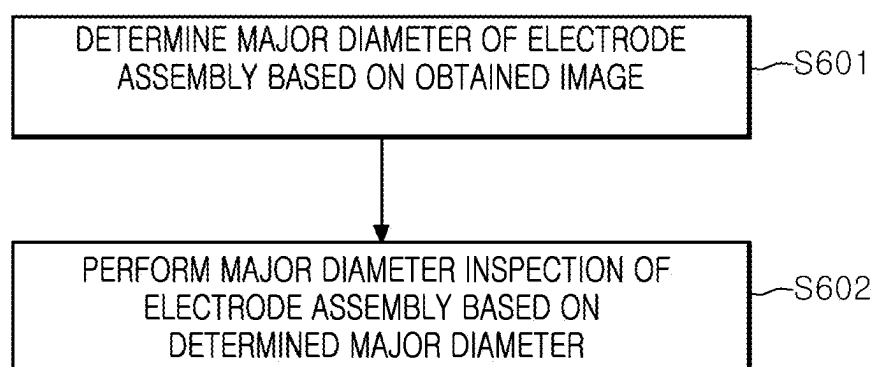 DETERMINE MAJOR DIAMETER OF ELECTRODE
ASSEMBLY BASED ON OBTAINED IMAGE
S601
PERFORM MAJOR DIAMETER INSPECTION OF
ELECTRODE ASSEMBLY BASED ON
DETERMINED MAJOR DIAMETER
S602